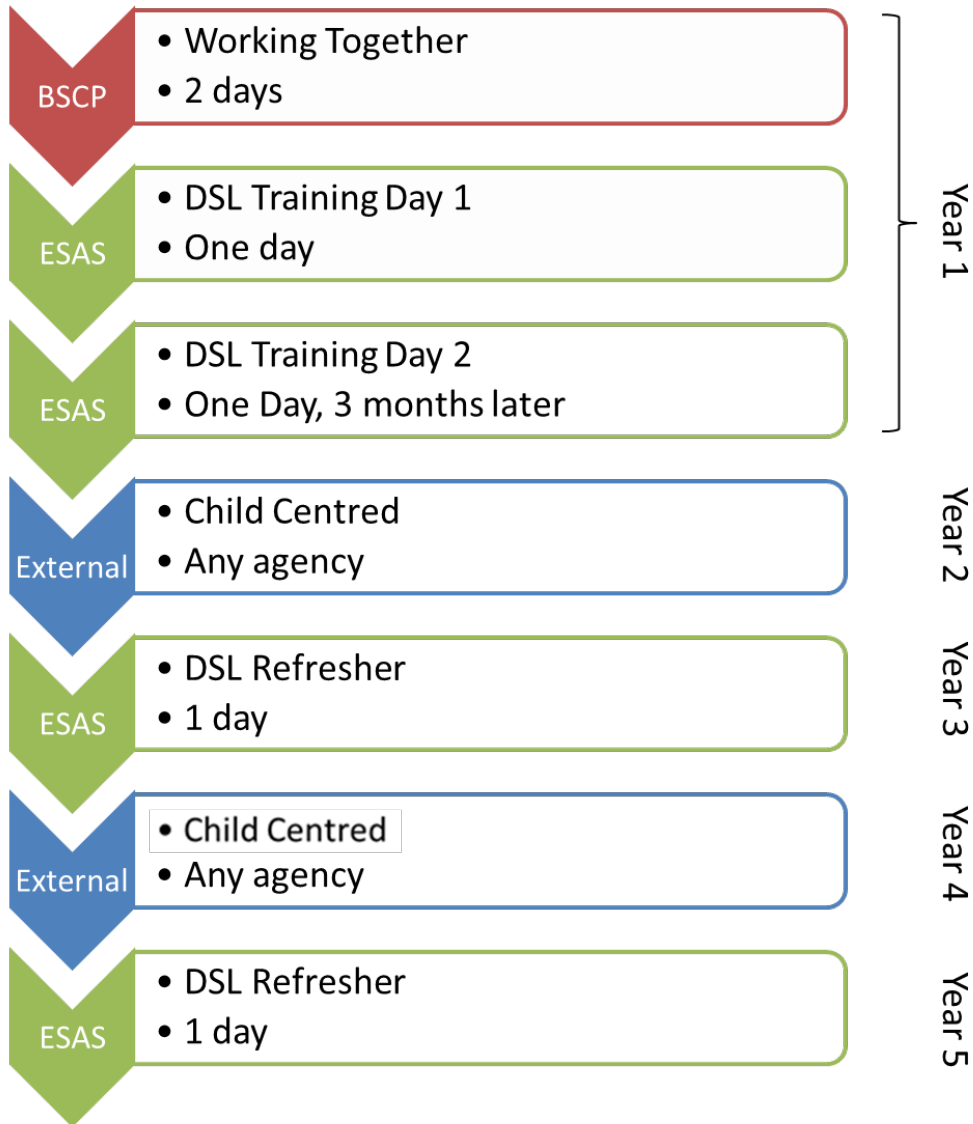 BSCP
• Working Together
• 2 days
ESAS
• DSL Training Day 1
• One day
ESAS
• DSL Training Day 2
• One Day, 3 months later
Year 1
External
• Child Centred
• Any agency
Year 2
ESAS
• DSL Refresher
• 1 day
Year 3
External
• Child Centred
• Any agency
Year 4
ESAS
• DSL Refresher
• 1 day
Year 5